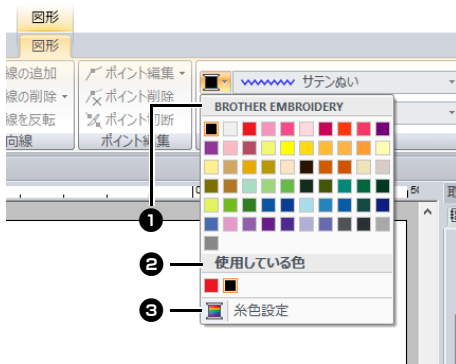 図形
図形
線の追加
ポイント編集
線の削除
ポイント削除
サテンぬい
線を反転
ポイント切断
向線
ポイント編集
BROTHER EMBROIDERY
1
使用している色
2
糸色設定
3